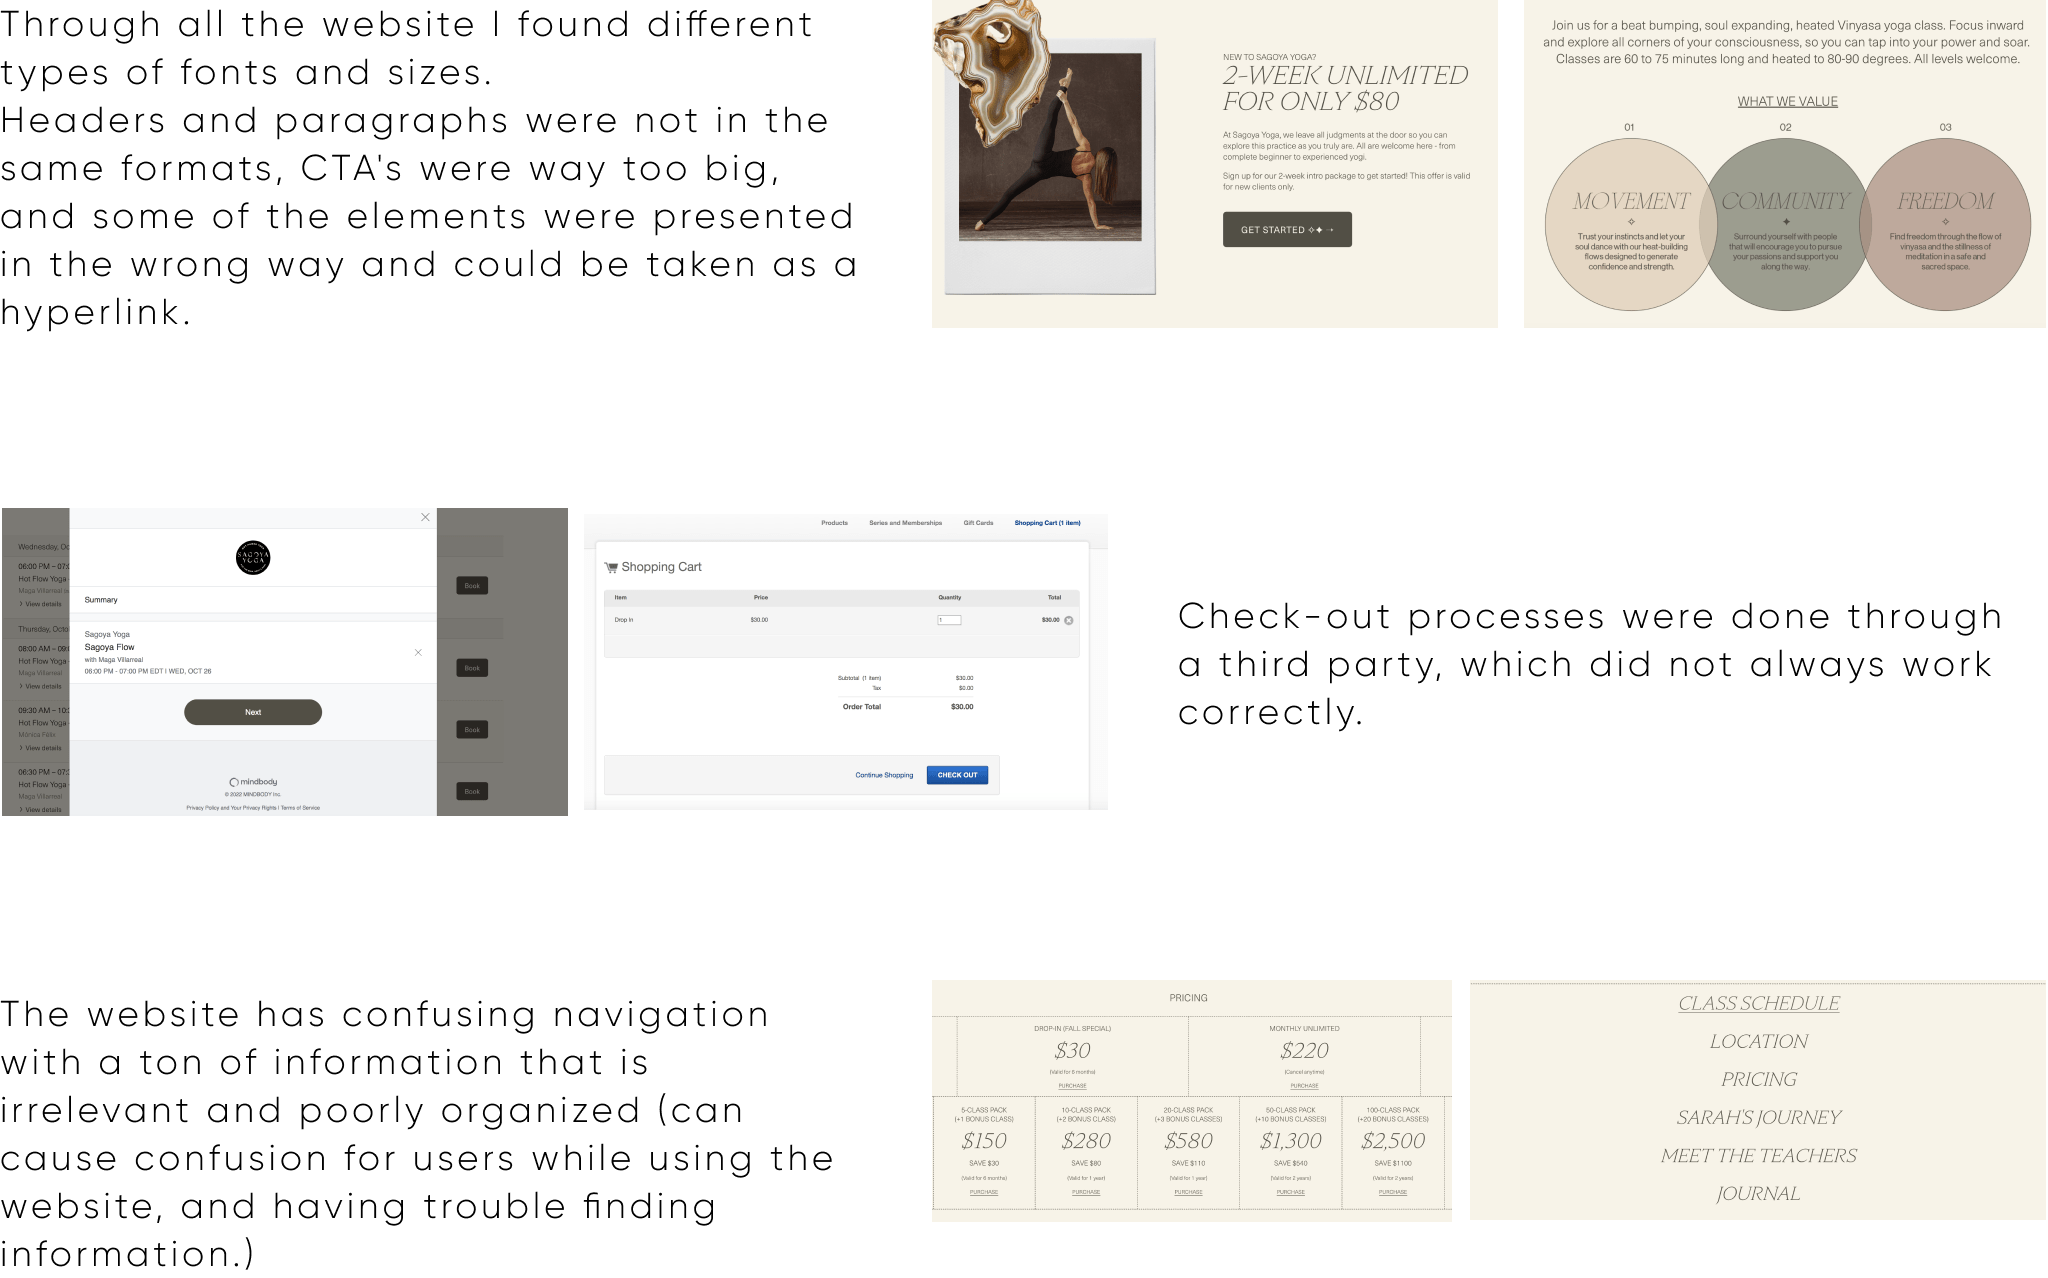 Through all the website I found different
types of fonts and sizes.
Headers and paragraphs were not in the
same formats, CTA's were way too big,
and some of the elements were presented
in the wrong way and could be taken as a
hyperlink.
NEW TO SAGOYA YOGA?
2-WEEK UNLIMITED
FOR ONLY $80
At Sagoya Yoga, we leave all judgments at the door so you can
explore this practice as you truly are. All are welcome here - from
complete beginner to experienced yogi.
Sign up for our 2-week intro package to get started! This offer is valid
for new clients only.
GET STARTED ✧✦→
Join us for a beat bumping, soul expanding, heated Vinyasa yoga class. Focus inward
and explore all corners of your consciousness, so you can tap into your power and soar.
Classes are 60 to 75 minutes long and heated to 80-90 degrees. All levels welcome.
WHAT WE VALUE
01
MOVEMENT
Trust your instincts and let your
soul dance with our heat-building
flows designed to generate
confidence and strength.
02
COMMUNITY
Surround yourself with people
that will encourage you to pursue
your passions and support you
along the way.
03
FREEDOM
Find freedom through the flow of
vinyasa and the stillness of
meditation in a safe and
sacred space.
Wednesday, Oc
06:00 PM – 07:
Hot Flow Yoga
Maga Villarreal
View details
Book
Thursday, Octo
08:00 AM – 09:
Hot Flow Yoga
Maga Villarreal
View details
Book
09:30 AM – 10:
Hot Flow Yoga
Mónica Félix
View details
Book
06:30 PM – 07:
Hot Flow Yoga
Maga Villarreal
View details
Book
SAGOYA
YOGA
Summary
Sagoya Yoga
Sagoya Flow
with Maga Villarreal
06:00 PM - 07:00 PM EDT | WED, OCT 26
Next
mindbody
© 2022 MINDBODY Inc.
Privacy Policy and Your Privacy Rights | Terms of Service
Products Series and Memberships Gift Cards Shopping Cart (1 item)
Shopping Cart
Item Price Quantity Total
Drop In $30.00 1 $30.00
Subtotal (1 item) $30.00
Tax $0.00
Order Total $30.00
Continue Shopping CHECK OUT
Check-out processes were done through
a third party, which did not always work
correctly.
The website has confusing navigation
with a ton of information that is
irrelevant and poorly organized (can
cause confusion for users while using the
website, and having trouble finding
information.)
PRICING
DROP-IN (FALL SPECIAL)
$30
(Valid for 6 months)
PURCHASE
MONTHLY UNLIMITED
$220
(Cancel anytime)
PURCHASE
5-CLASS PACK
(+1 BONUS CLASS)
$150
SAVE $30
(Valid for 6 months)
PURCHASE
10-CLASS PACK
(+2 BONUS CLASS)
$280
SAVE $80
(Valid for 1 year)
PURCHASE
20-CLASS PACK
(+3 BONUS CLASSES)
$580
SAVE $110
(Valid for 1 year)
PURCHASE
50-CLASS PACK
(+10 BONUS CLASSES)
$1,300
SAVE $540
(Valid for 2 years)
PURCHASE
100-CLASS PACK
(+20 BONUS CLASSES)
$2,500
SAVE $1100
(Valid for 2 years)
PURCHASE
CLASS SCHEDULE
LOCATION
PRICING
SARAH'S JOURNEY
MEET THE TEACHERS
JOURNAL